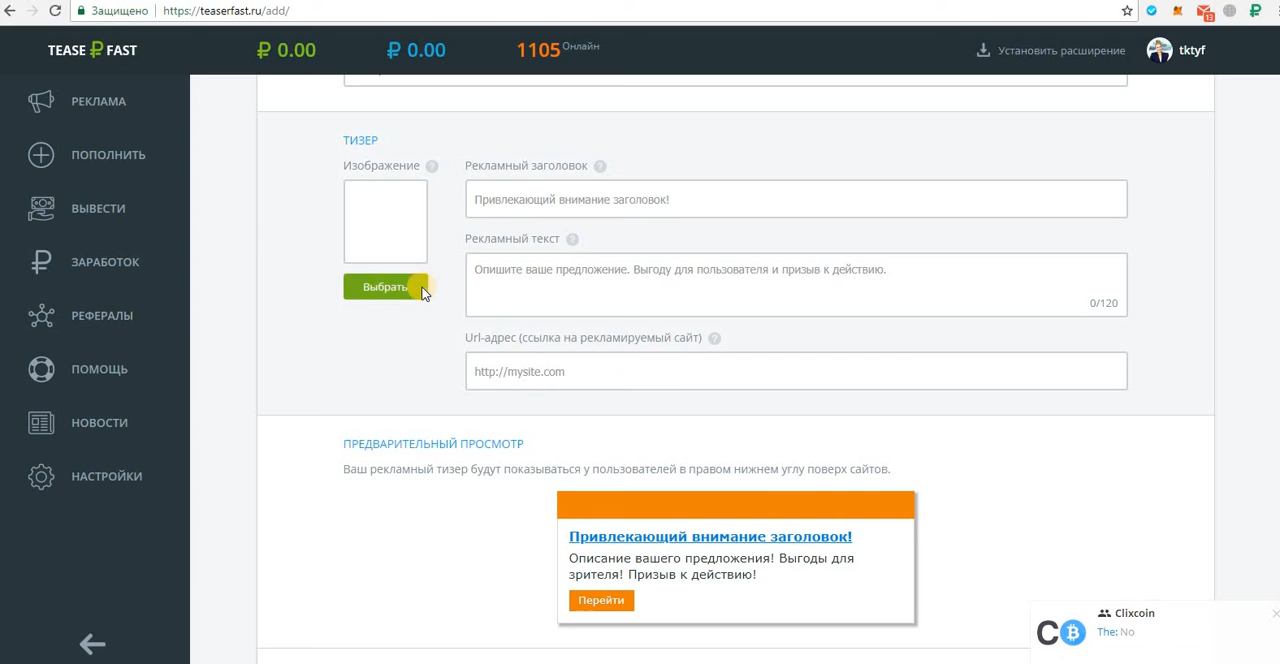 Защищено https://teaserfast.ru/add/
13
TEASE ₽ FAST
₽ 0.00
₽ 0.00
1105 Онлайн
Установить расширение
tktyf
РЕКЛАМА
ПОПОЛНИТЬ
ВЫВЕСТИ
ЗАРАБОТОК
РЕФЕРАЛЫ
ПОМОЩЬ
НОВОСТИ
НАСТРОЙКИ
ТИЗЕР
Изображение ?
Выбрать
Рекламный заголовок ?
Привлекающий внимание заголовок!
Рекламный текст ?
Опишите ваше предложение. Выгоду для пользователя и призыв к действию.
0/120
Url-адрес (ссылка на рекламируемый сайт) ?
http://mysite.com
ПРЕДВАРИТЕЛЬНЫЙ ПРОСМОТР
Ваш рекламный тизер будут показываться у пользователей в правом нижнем углу поверх сайтов.
Привлекающий внимание заголовок!
Описание вашего предложения! Выгоды для
зрителя! Призыв к действию!
Перейти
Clixcoin
The: No